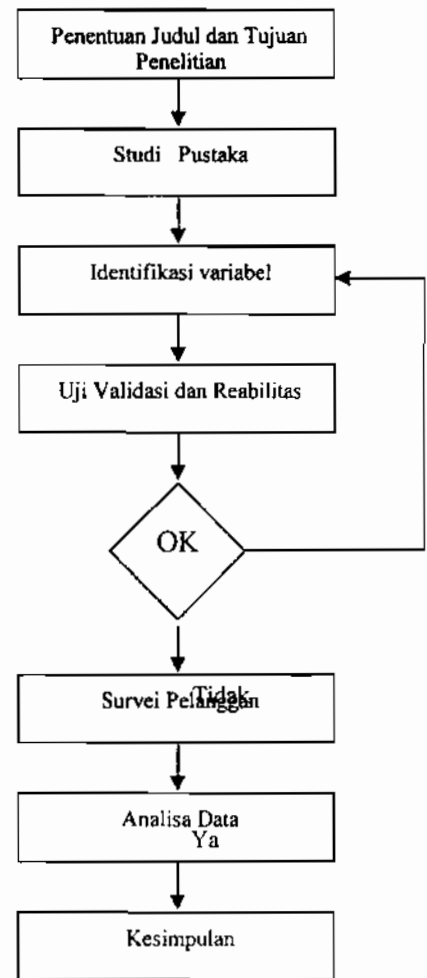 Penentuan Judul dan Tujuan
Penelitian
Studi Pustaka
Identifikasi variabel
Uji Validasi dan Reabilitas
OK
Tidak
Survei Pelanggan
Analisa Data
Ya
Kesimpulan